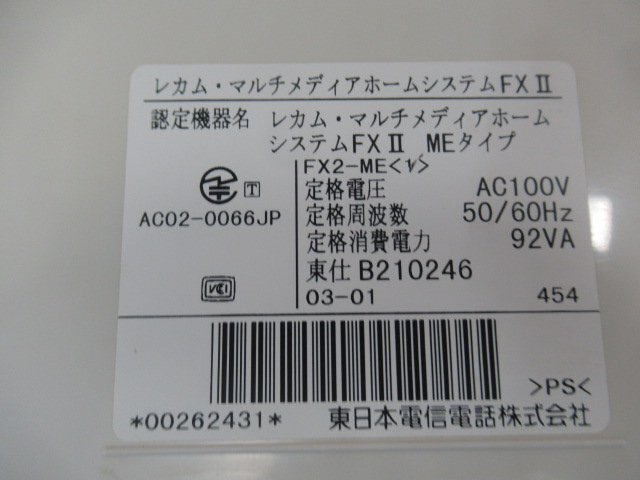 レカム・マルチメディアホームシステムFXⅡ
認定機器名 レカム・マルチメディアホーム
システムFXⅡ MEタイプ
FX2-ME<V>
T
定格電圧 AC100V
AC02-0066JP
定格周波数 50/60Hz
定格消費電力 92VA
東仕 B210246
VCCI
03-01 454
>PS<
*00262431* 東日本電信電話株式会社